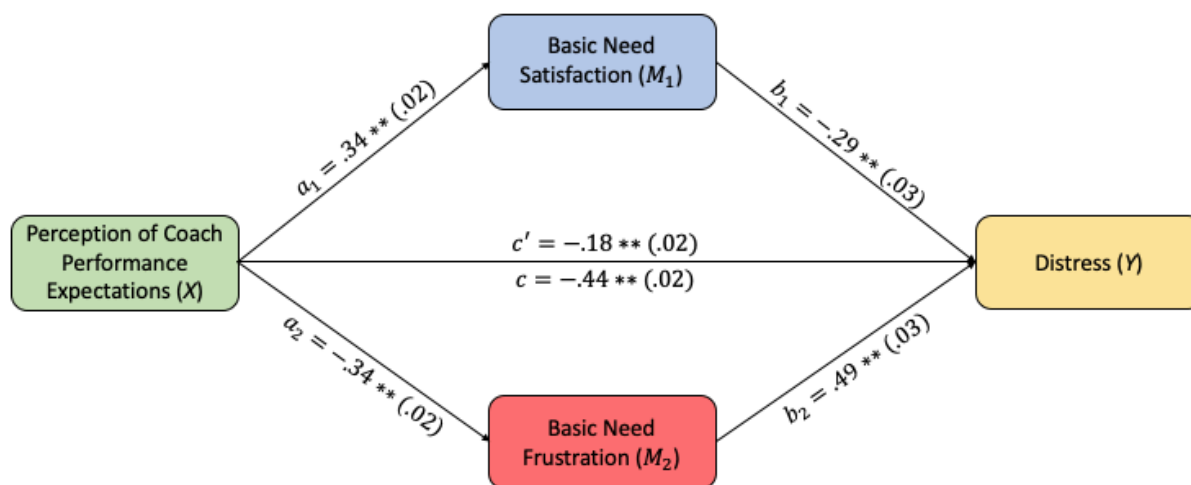 Basic Need
Satisfaction (M₁)
a₁ = .34 ** (.02)
b₁ = −.29 ** (.03)
Perception of Coach
Performance
Expectations (X)
c′ = −.18 ** (.02)
c = −.44 ** (.02)
Distress (Y)
a₂ = −.34 ** (.02)
b₂ = .49 ** (.03)
Basic Need
Frustration (M₂)